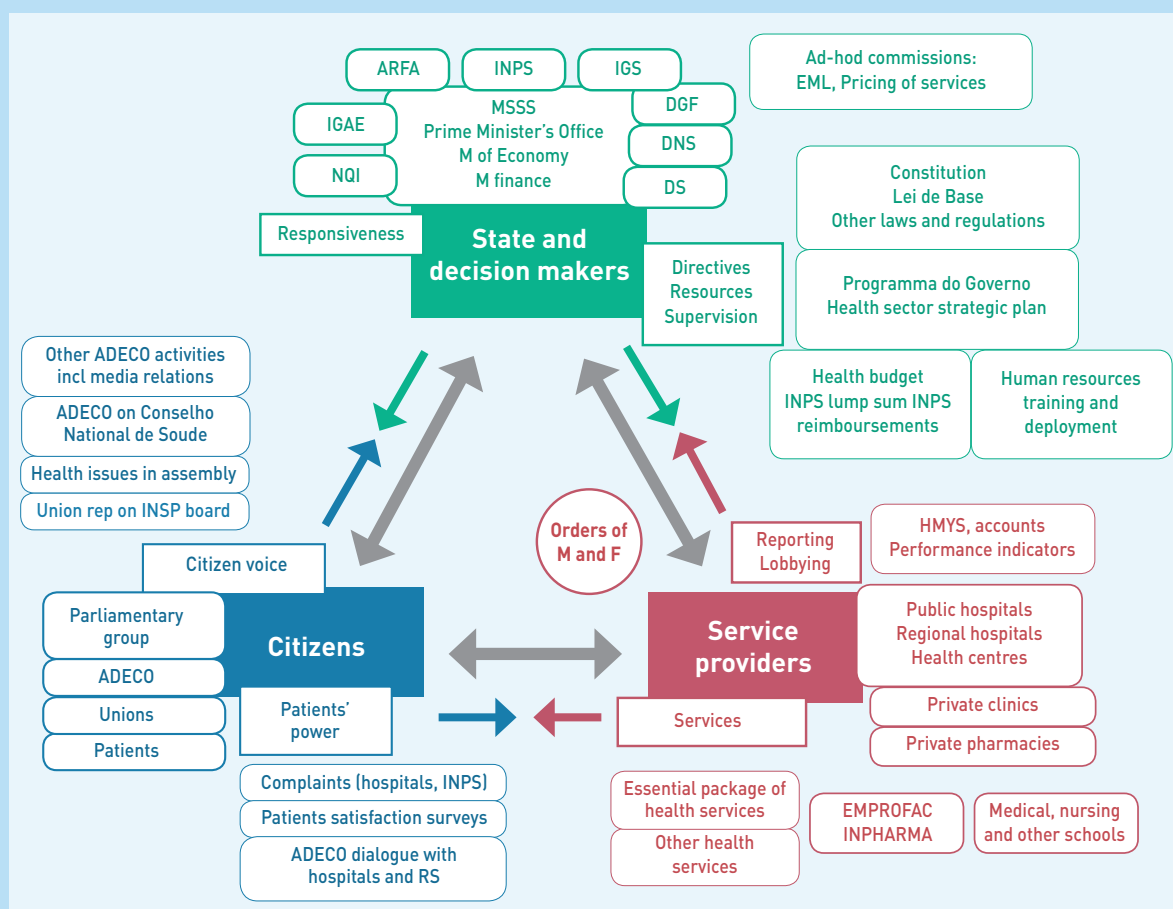 ARFA
INPS
IGS
Ad-hod commissions:
EML, Pricing of services
IGAE
NQI
MSSS
Prime Minister's Office
M of Economy
M finance
DGF
DNS
DS
Constitution
Lei de Base
Other laws and regulations
Responsiveness
State and
decision makers
Directives
Resources
Supervision
Programma do Governo
Health sector strategic plan
Health budget
INPS lump sum INPS
reimbursements
Human resources
training and
deployment
Other ADECO activities
incl media relations
ADECO on Conselho
National de Soude
Health issues in assembly
Union rep on INSP board
Orders of
M and F
Reporting
Lobbying
HMYS, accounts
Performance indicators
Citizen voice
Parliamentary
group
ADECO
Unions
Patients
Citizens
Patients'
power
Service
providers
Services
Public hospitals
Regional hospitals
Health centres
Private clinics
Private pharmacies
Complaints (hospitals, INPS)
Patients satisfaction surveys
ADECO dialogue with
hospitals and RS
Essential package of
health services
Other health
services
EMPROFAC
INPHARMA
Medical, nursing
and other schools